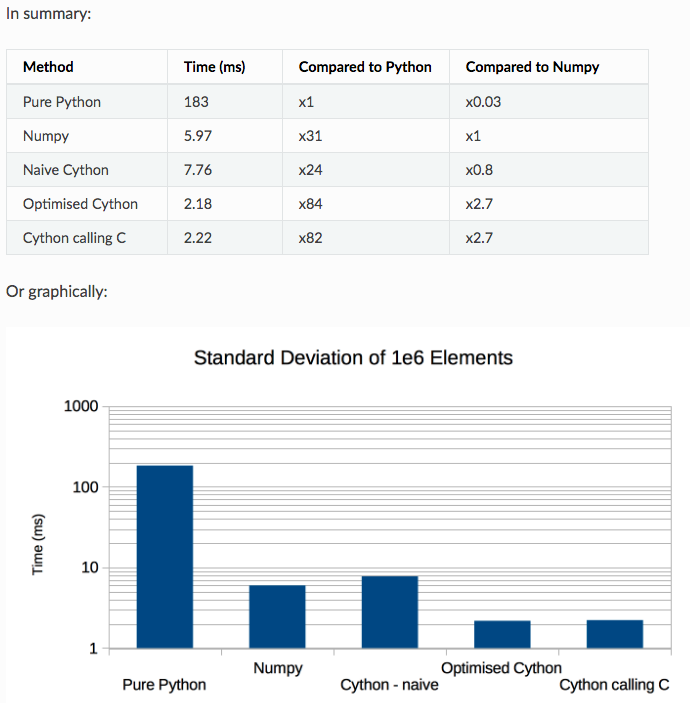 In summary:
Method Time (ms) Compared to Python Compared to Numpy
Pure Python 183 x1 x0.03
Numpy 5.97 x31 x1
Naive Cython 7.76 x24 x0.8
Optimised Cython 2.18 x84 x2.7
Cython calling C 2.22 x82 x2.7
Or graphically:
Standard Deviation of 1e6 Elements
1000
100
10
1
Time (ms)
Pure Python
Numpy
Cython - naive
Optimised Cython
Cython calling C